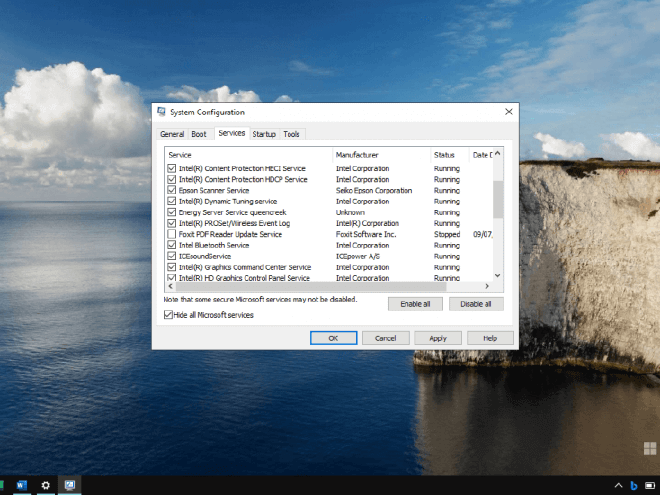 System Configuration
General Boot Services Startup Tools
Service Manufacturer Status Date D
Intel(R) Content Protection HECI Service Intel Corporation Running
Intel(R) Content Protection HDCP Service Intel Corporation Running
Epson Scanner Service Seiko Epson Corporation Running
Intel(R) Dynamic Tuning service Intel Corporation Running
Energy Server Service queencreek Unknown Running
Intel(R) PROSet/Wireless Event Log Intel(R) Corporation Running
Foxit PDF Reader Update Service Foxit Software Inc. Stopped 09/07/
Intel Bluetooth Service Intel Corporation Running
ICEsoundService ICEpower A/S Running
Intel(R) Graphics Command Center Service Intel Corporation Running
Intel(R) HD Graphics Control Panel Service Intel Corporation Running
Note that some secure Microsoft services may not be disabled.
Enable all Disable all
Hide all Microsoft services
OK Cancel Apply Help